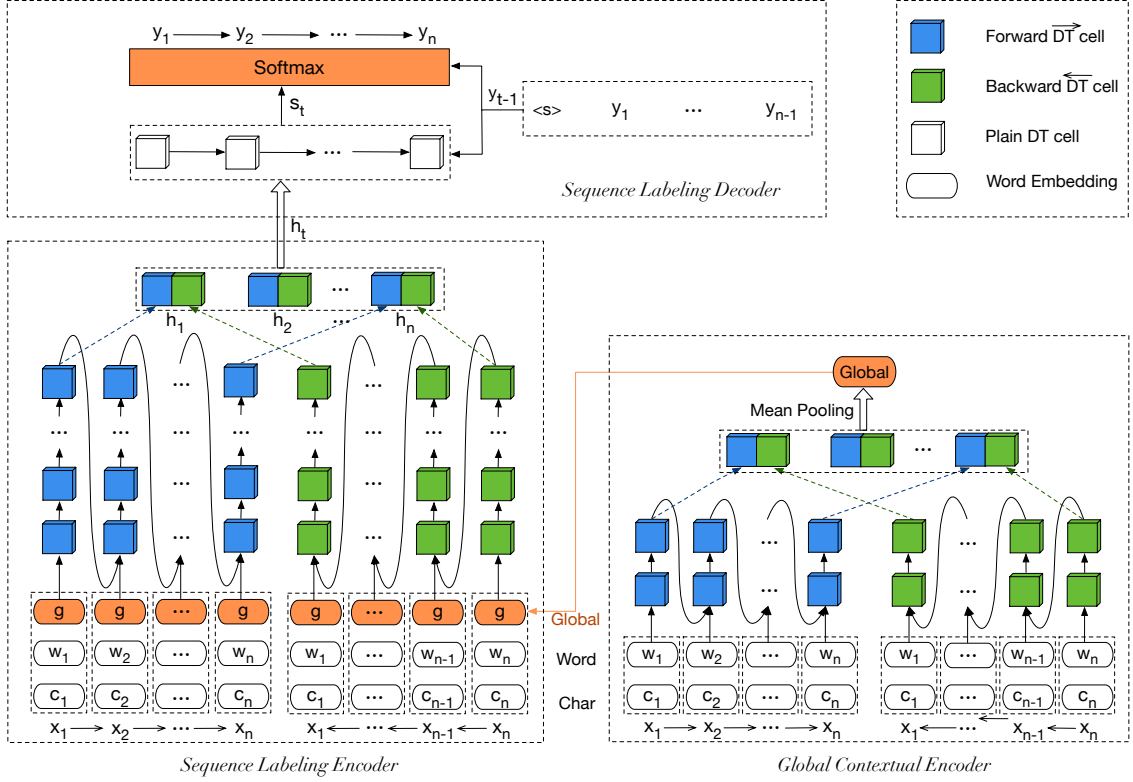 y1 y2 ... yn
Softmax
st
yt-1
<s> y1 ... yn-1
...
Sequence Labeling Decoder
Forward DT cell
Backward DT cell
Plain DT cell
Word Embedding
ht
...
h1 h2 ... hn
... ...
... ... ... ... ... ... ... ...
... ...
... ...
g g ... g g ... g g
w1 w2 ... wn w1 ... wn-1 wn
c1 c2 ... cn c1 ... cn-1 cn
x1 x2 ... xn x1 ... xn-1 xn
Sequence Labeling Encoder
Global
Mean Pooling
...
... ...
... ...
Global
Word w1 w2 ... wn w1 ... wn-1 wn
Char c1 c2 ... cn c1 ... cn-1 cn
x1 x2 ... xn x1 ... xn-1 xn
Global Contextual Encoder